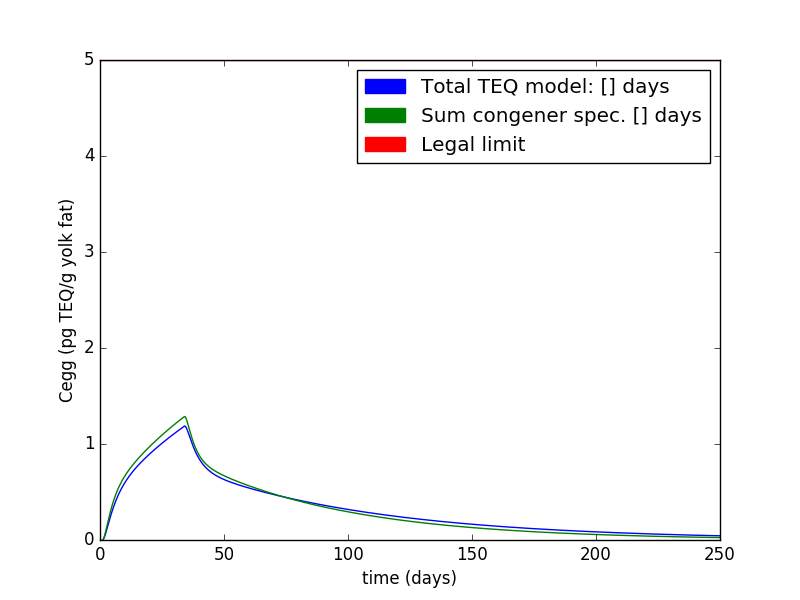 5
4
3
2
1
0
Cegg (pg TEQ/g yolk fat)
Total TEQ model: [] days
Sum congener spec. [] days
Legal limit
0 50 100 150 200 250
time (days)